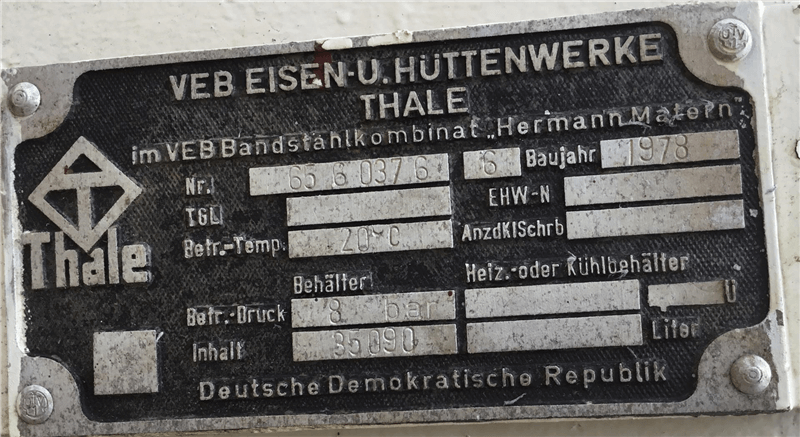 VEB EISEN-U.HÜTTENWERKE
THALE
im VEB Bandstahlkombinat „Hermann Matern"
Nr. 65 6 037 6 6 Baujahr 1978
TGL EHW-N
Betr.-Temp. 20°C AnzdKlSchrb
Thale
Behälter Heiz.-oder Kühlbehälter
Betr.-Druck 8 bar Ü
Inhalt Liter
Deutsche Demokratische Republik